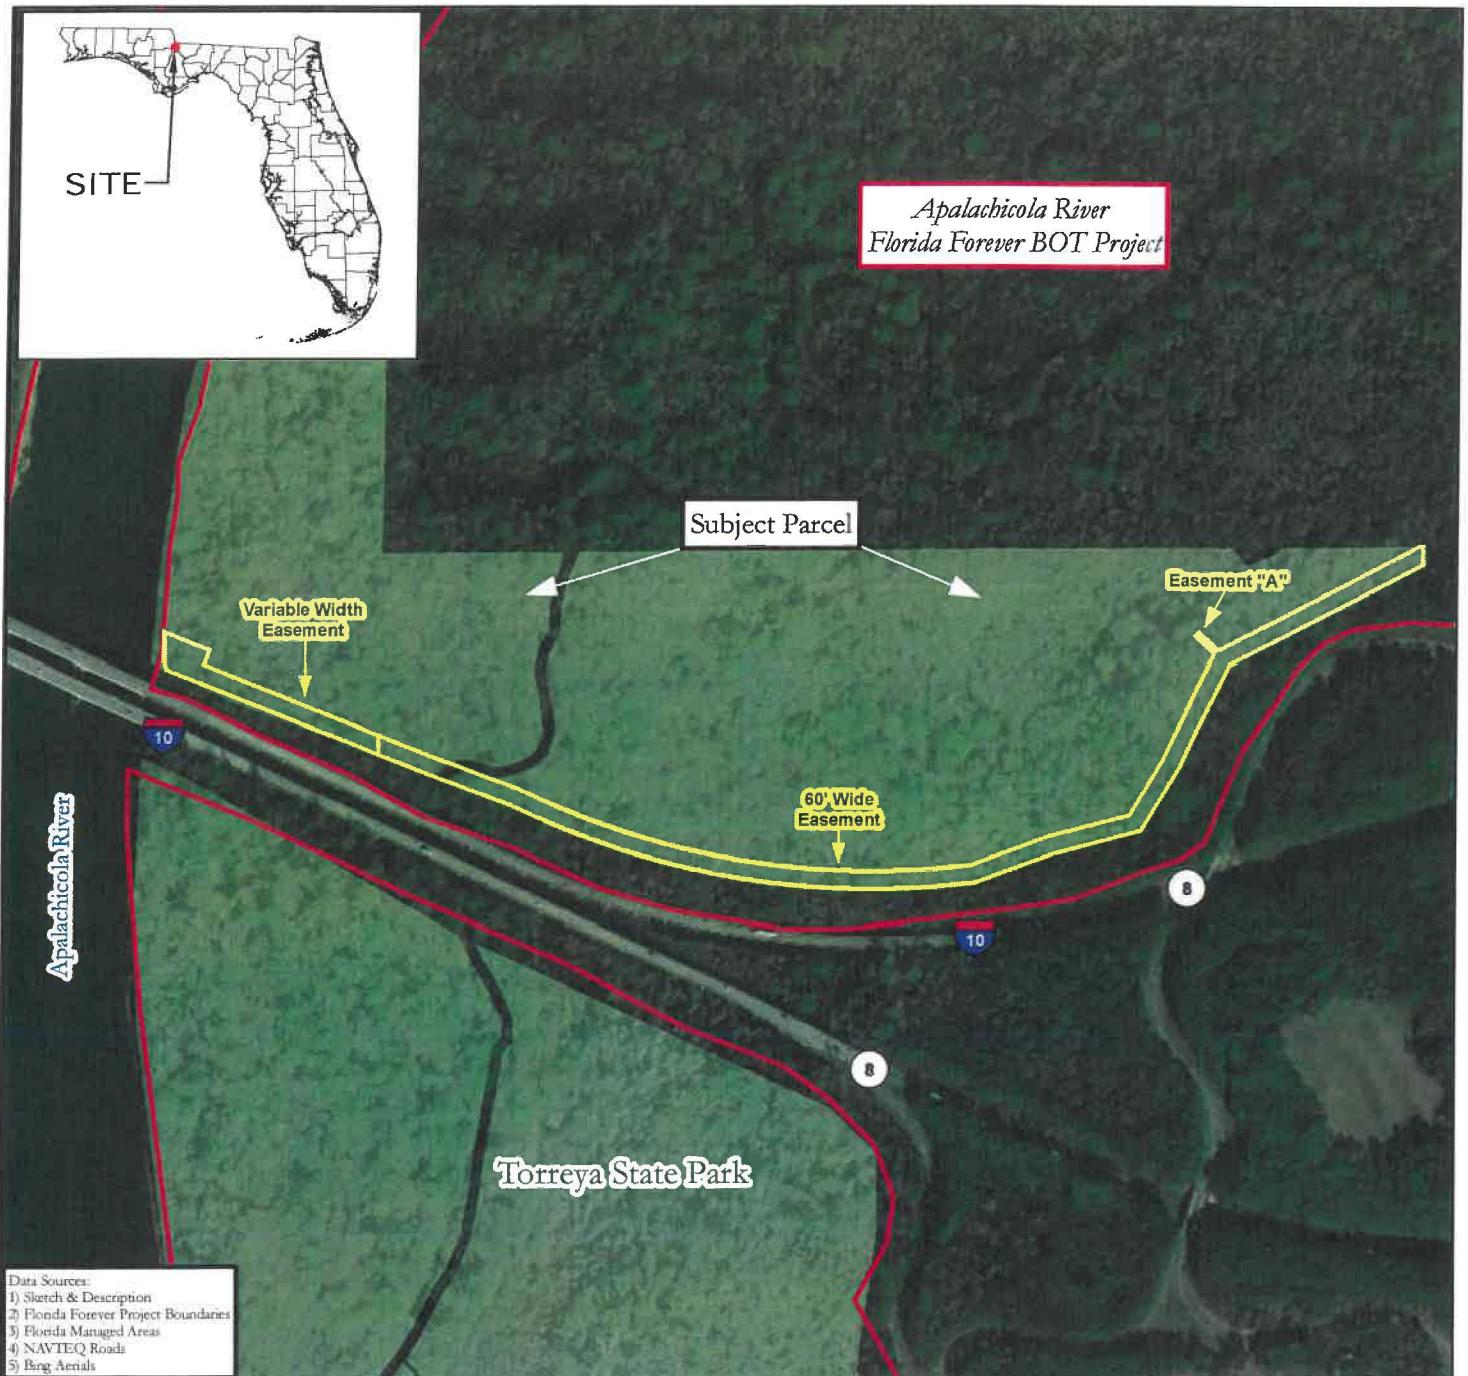 SITE
Apalachicola River
Florida Forever BOT Project
Subject Parcel
Easement "A"
Variable Width
Easement
10
60' Wide
Easement
Apalachicola River
8
10
8
Torreya State Park
Data Sources:
1) Sketch & Description
2) Florida Forever Project Boundaries
3) Florida Managed Areas
4) NAVTEQ Roads
5) Bing Aerials